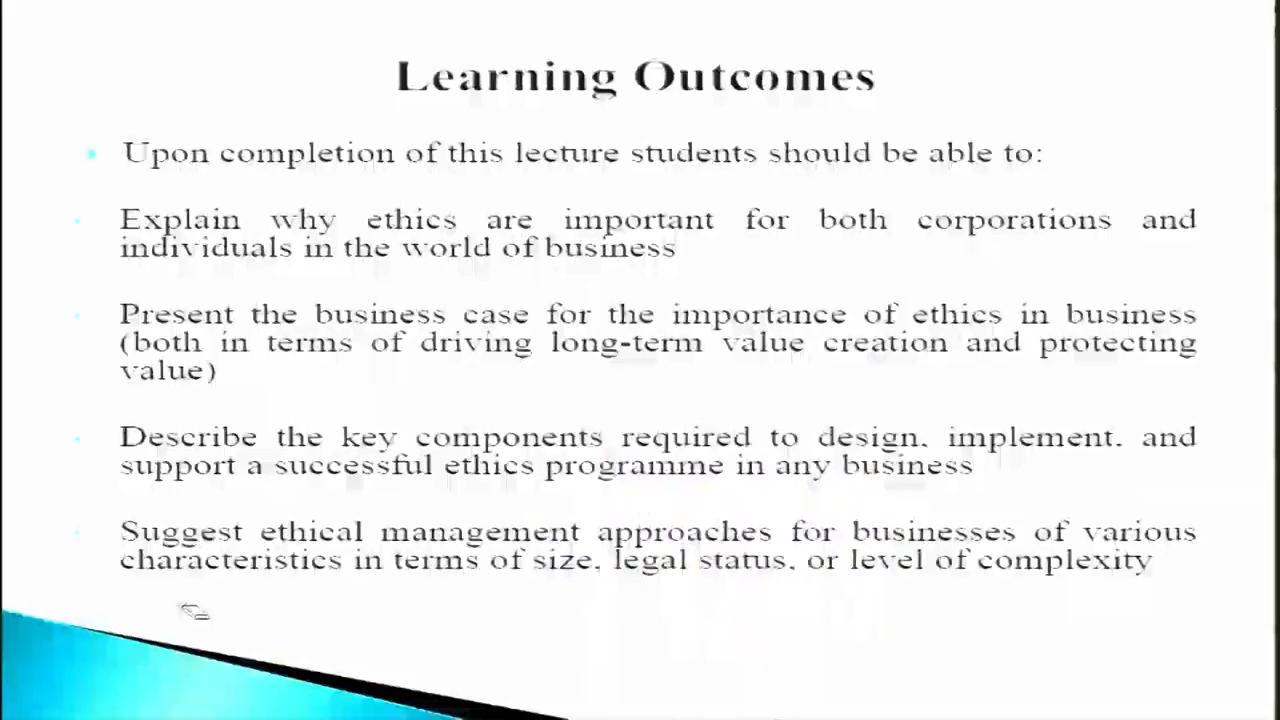 Learning Outcomes
Upon completion of this lecture students should be able to:
Explain why ethics are important for both corporations and
individuals in the world of business
Present the business case for the importance of ethics in business
(both in terms of driving long-term value creation and protecting
value)
Describe the key components required to design, implement, and
support a successful ethics programme in any business
Suggest ethical management approaches for businesses of various
characteristics in terms of size, legal status, or level of complexity